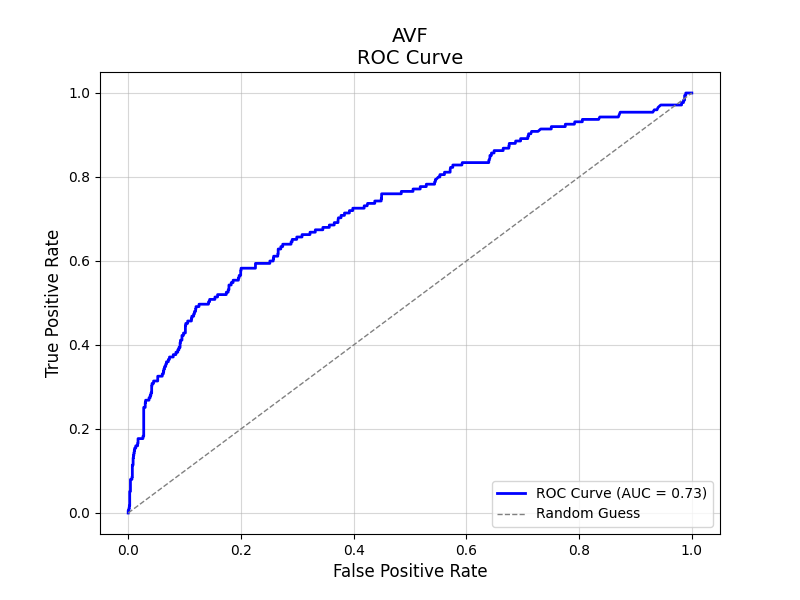 AVF
ROC Curve
1.0
0.8
0.6
0.4
0.2
0.0
True Positive Rate
0.0 0.2 0.4 0.6 0.8 1.0
False Positive Rate
ROC Curve (AUC = 0.73)
Random Guess